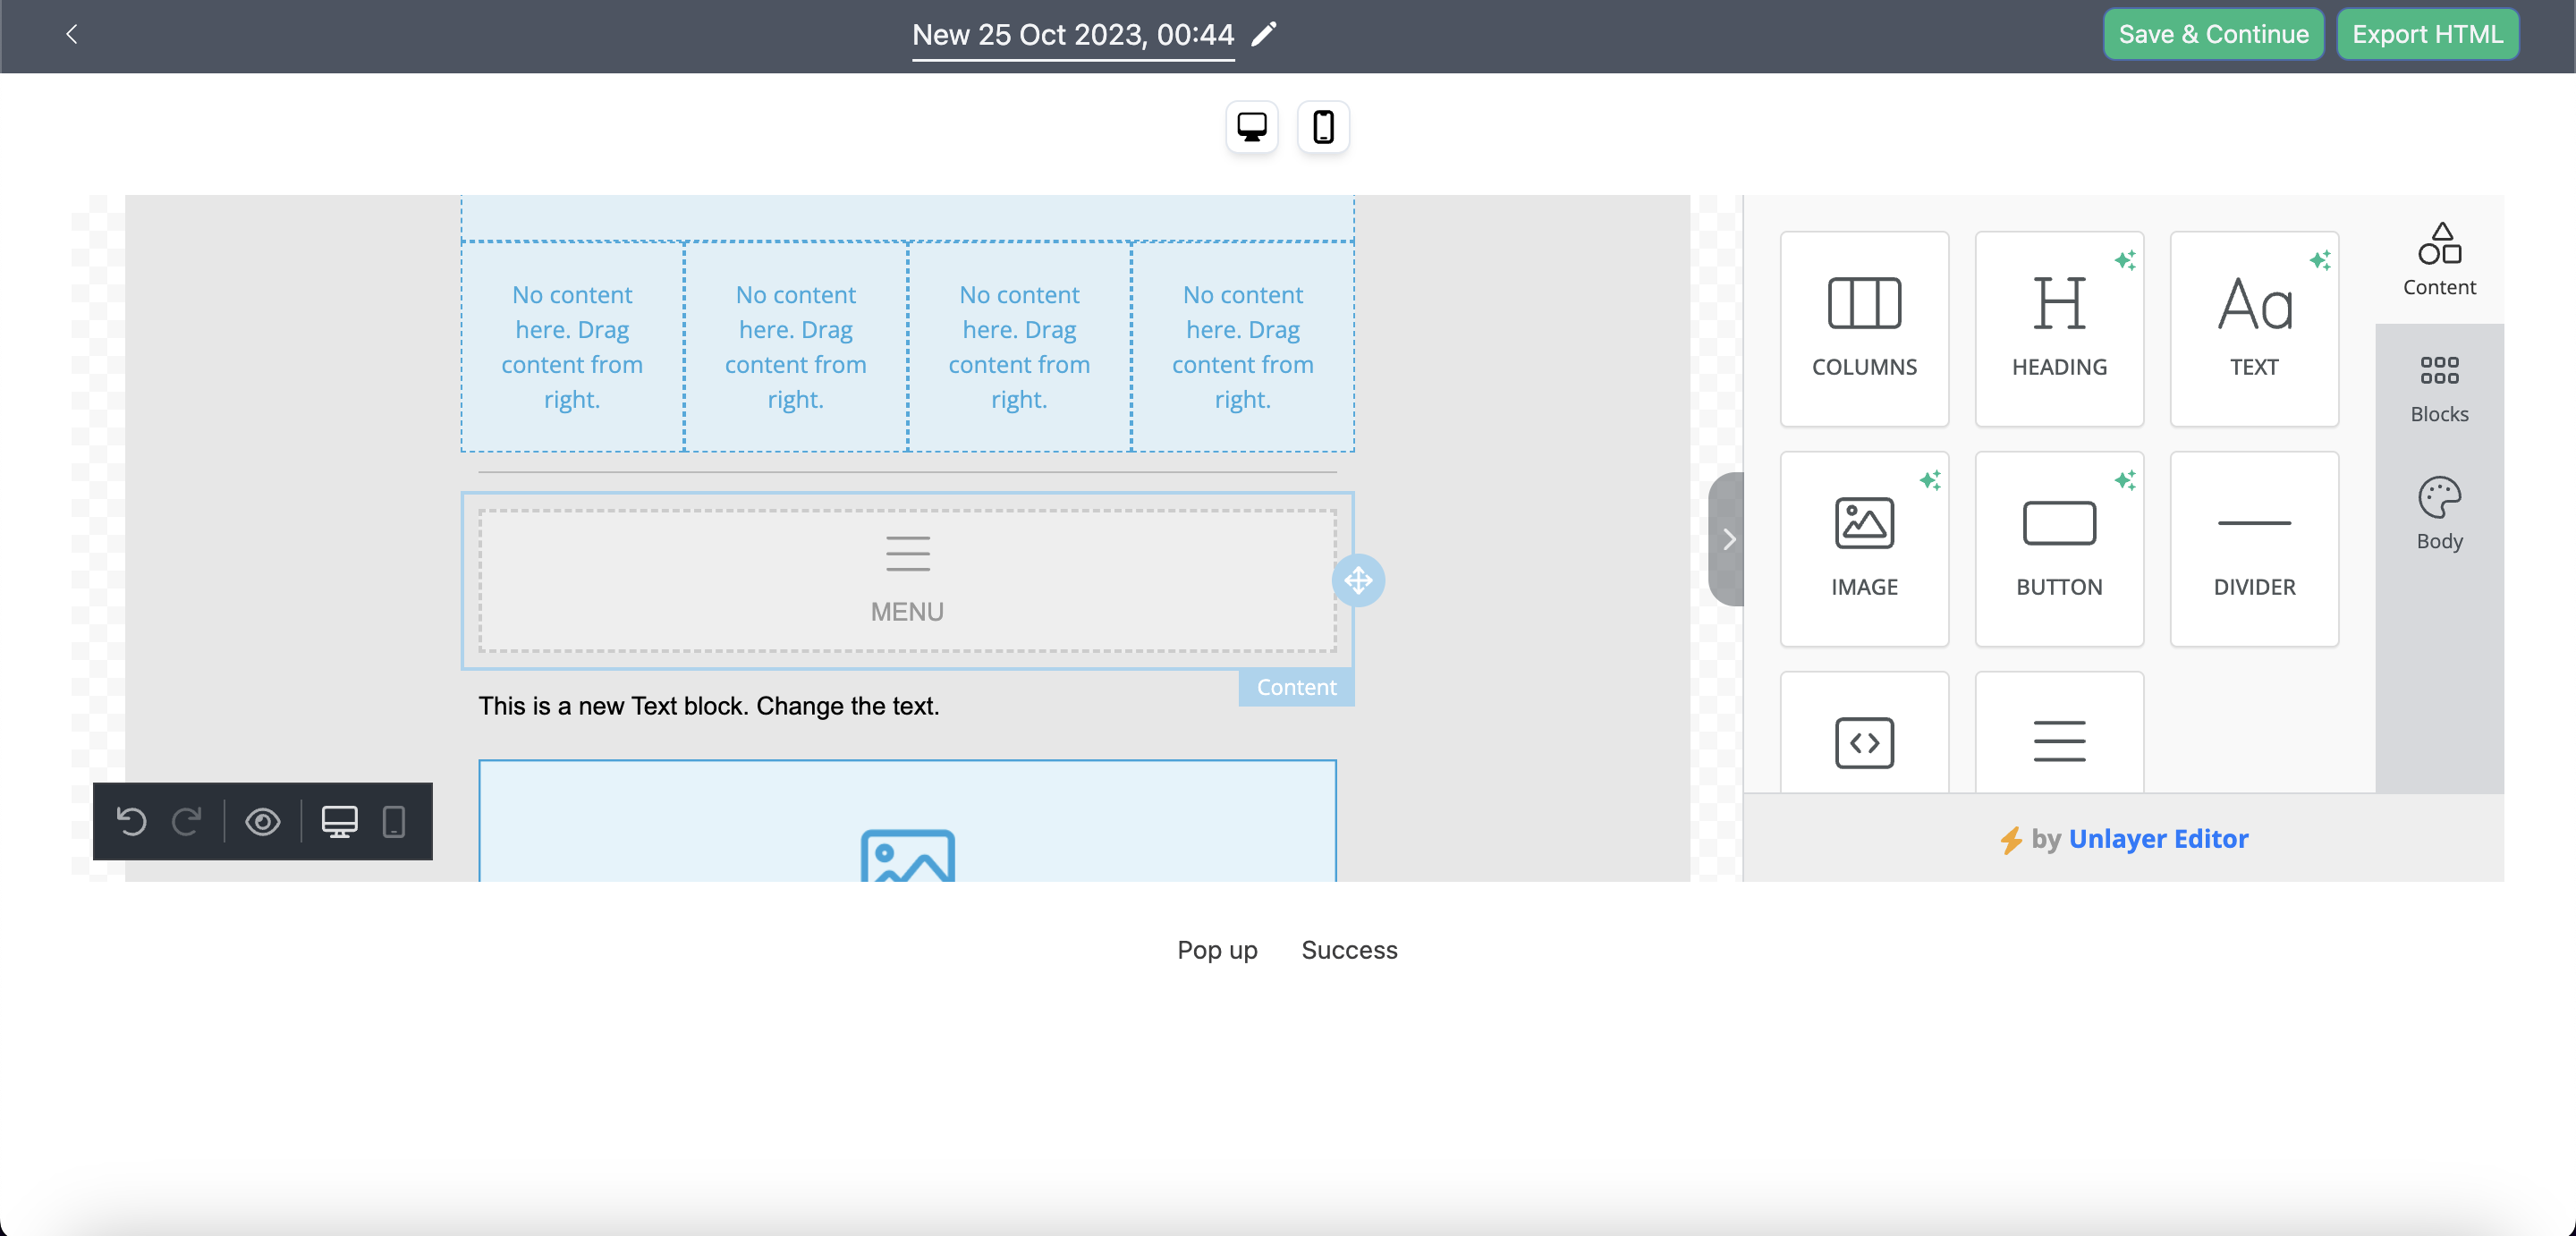 New 25 Oct 2023, 00:44
Save & Continue
Export HTML
No content
here. Drag
content from
right.
No content
here. Drag
content from
right.
No content
here. Drag
content from
right.
No content
here. Drag
content from
right.
MENU
Content
This is a new Text block. Change the text.
COLUMNS
H
HEADING
Aa
TEXT
IMAGE
BUTTON
DIVIDER
Content
Blocks
Body
by Unlayer Editor
Pop up
Success